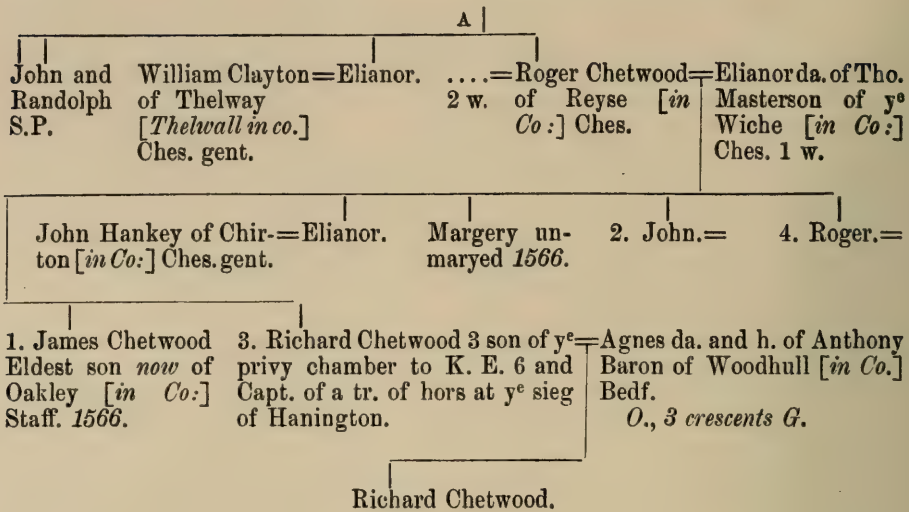 A
John and
Randolph
S.P.
William Clayton=Elianor.
of Thelway
[Thelwall in co.]
Ches. gent.
....=Roger Chetwood=Elianor da. of Tho.
2 w. of Reyse [in Co :] Ches.
Masterson of yᵉ
Wiche [in Co:]
Ches. 1 w.
John Hankey of Chir-=Elianor.
ton [in Co:] Ches. gent.
Margery un-
maryed 1566.
2. John.=
4. Roger.=
1. James Chetwood
Eldest son now of
Oakley [in Co:]
Staff. 1566.
3. Richard Chetwood 3 son of yᵉ=Agnes da. and h. of Anthony
privy chamber to K. E. 6 and
Capt. of a tr. of hors at yᵉ sieg
of Hanington.
Baron of Woodhull [in Co.]
Bedf.
O., 3 crescents G.
Richard Chetwood.